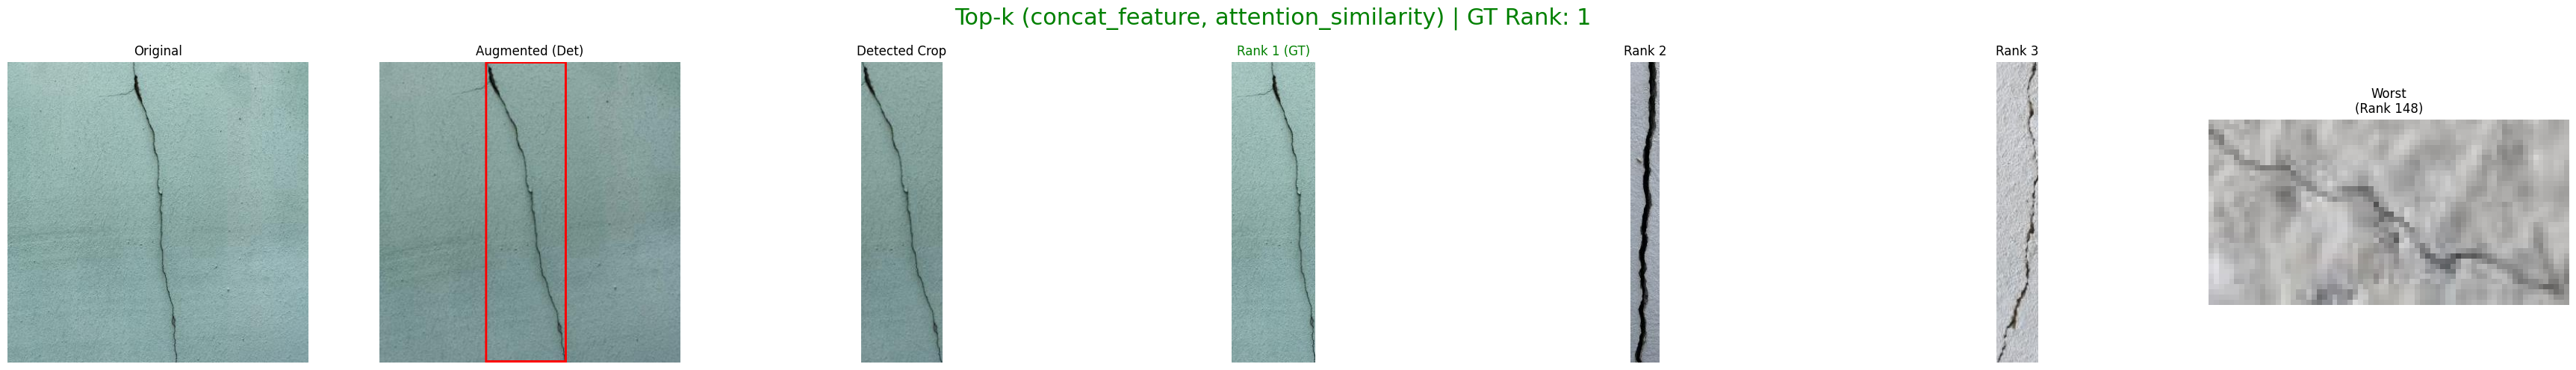 Top-k (concat_feature, attention_similarity) | GT Rank: 1
Original
Augmented (Det)
Detected Crop
Rank 1 (GT)
Rank 2
Rank 3
Worst
(Rank 148)